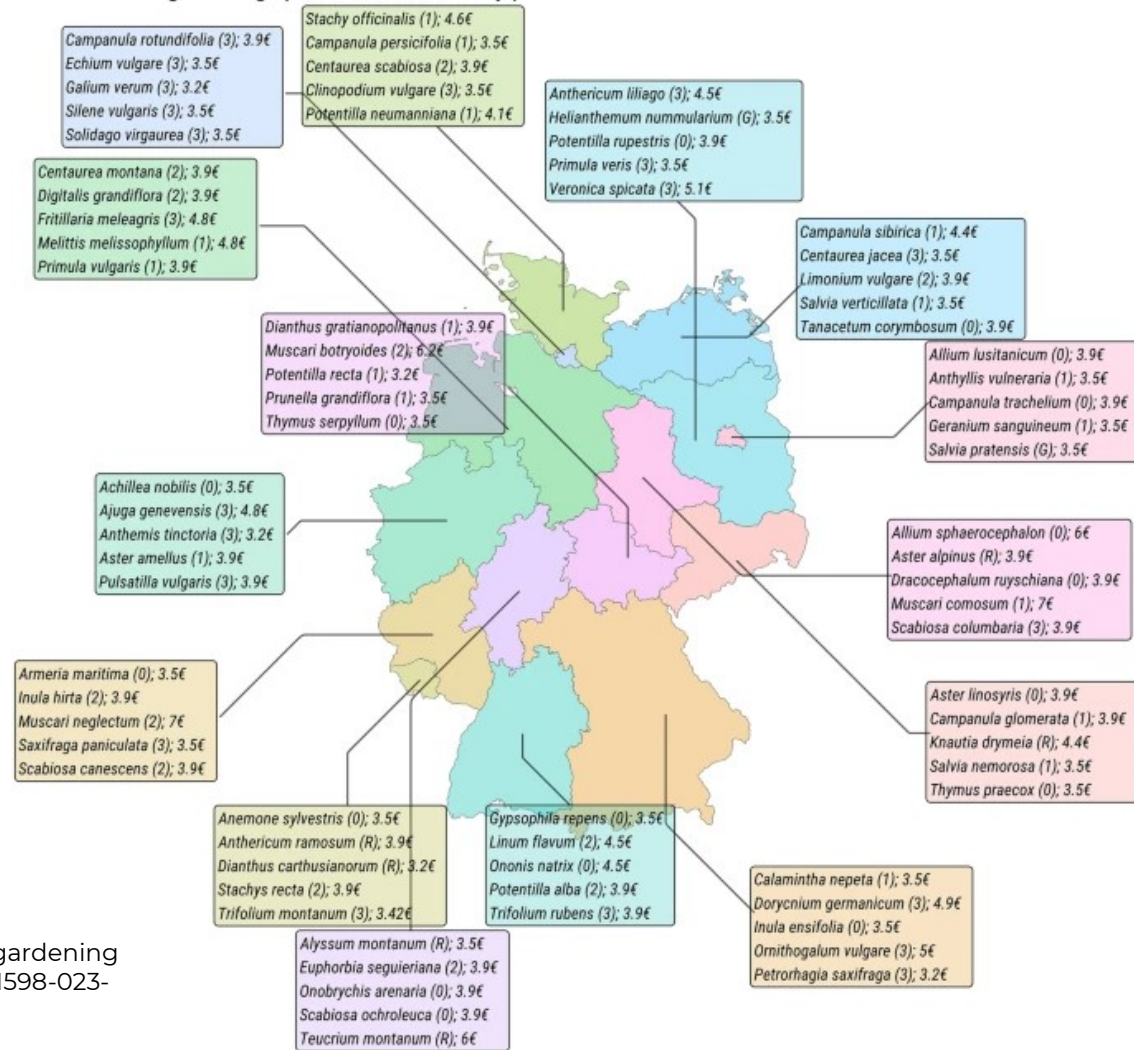 Campanula rotundifolia (3); 3.9€
Echium vulgare (3); 3.5€
Galium verum (3); 3.2€
Silene vulgaris (3); 3.5€
Solidago virgaurea (3); 3.5€
Stachy officinalis (1); 4.6€
Campanula persicifolia (1); 3.5€
Centaurea scabiosa (2); 3.9€
Clinopodium vulgare (3); 3.5€
Potentilla neumanniana (1); 4.1€
Anthericum liliago (3); 4.5€
Helianthemum nummularium (G); 3.5€
Potentilla rupestris (0); 3.9€
Primula veris (3); 3.5€
Veronica spicata (3); 5.1€
Centaurea montana (2); 3.9€
Digitalis grandiflora (2); 3.9€
Fritillaria meleagris (3); 4.8€
Melittis melissophyllum (1); 4.8€
Primula vulgaris (1); 3.9€
Campanula sibirica (1); 4.4€
Centaurea jacea (3); 3.5€
Limonium vulgare (2); 3.9€
Salvia verticillata (1); 3.5€
Tanacetum corymbosum (0); 3.9€
Dianthus gratianopolitanus (1); 3.9€
Muscari botryoides (2); 6.2€
Potentilla recta (1); 3.2€
Prunella grandiflora (1); 3.5€
Thymus serpyllum (0); 3.5€
Allium lusitanicum (0); 3.9€
Anthyllis vulneraria (1); 3.5€
Campanula trachelium (0); 3.9€
Geranium sanguineum (1); 3.5€
Salvia pratensis (G); 3.5€
Achillea nobilis (0); 3.5€
Ajuga genevensis (3); 4.8€
Anthemis tinctoria (3); 3.2€
Aster amellus (1); 3.9€
Pulsatilla vulgaris (3); 3.9€
Allium sphaerocephalon (0); 6€
Aster alpinus (R); 3.9€
Dracocephalum ruyschiana (0); 3.9€
Muscari comosum (1); 7€
Scabiosa columbaria (3); 3.9€
Armeria maritima (0); 3.5€
Inula hirta (2); 3.9€
Muscari neglectum (2); 7€
Saxifraga paniculata (3); 3.5€
Scabiosa canescens (2); 3.9€
Aster linosyris (0); 3.9€
Campanula glomerata (1); 3.9€
Knautia drymeia (R); 4.4€
Salvia nemorosa (1); 3.5€
Thymus praecox (0); 3.5€
Anemone sylvestris (0); 3.5€
Anthericum ramosum (R); 3.9€
Dianthus carthusianorum (R); 3.2€
Stachys recta (2); 3.9€
Trifolium montanum (3); 3.42€
Gypsophila repens (0); 3.5€
Linum flavum (2); 4.5€
Ononis natrix (0); 4.5€
Potentilla alba (2); 3.9€
Trifolium rubens (3); 3.9€
Calamintha nepeta (1); 3.5€
Dorycnium germanicum (3); 4.9€
Inula ensifolia (0); 3.5€
Ornithogalum vulgare (3); 5€
Petrorhagia saxifraga (3); 3.2€
Alyssum montanum (R); 3.5€
Euphorbia seguieriana (2); 3.9€
Onobrychis arenaria (0); 3.9€
Scabiosa ochroleuca (0); 3.9€
Teucrium montanum (R); 6€
gardening
1598-023-